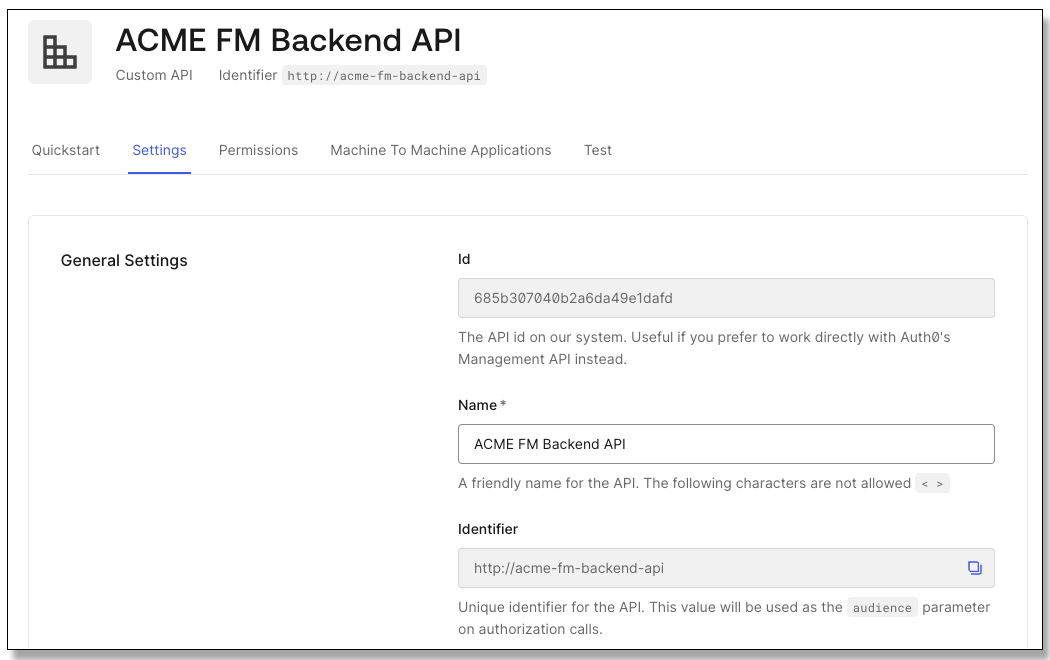 ACME FM Backend API
Custom API Identifier http://acme-fm-backend-api
Quickstart Settings Permissions Machine To Machine Applications Test
General Settings
Id
685b307040b2a6da49e1dafd
The API id on our system. Useful if you prefer to work directly with Auth0's
Management API instead.
Name *
ACME FM Backend API
A friendly name for the API. The following characters are not allowed < >
Identifier
http://acme-fm-backend-api
Unique identifier for the API. This value will be used as the audience parameter
on authorization calls.